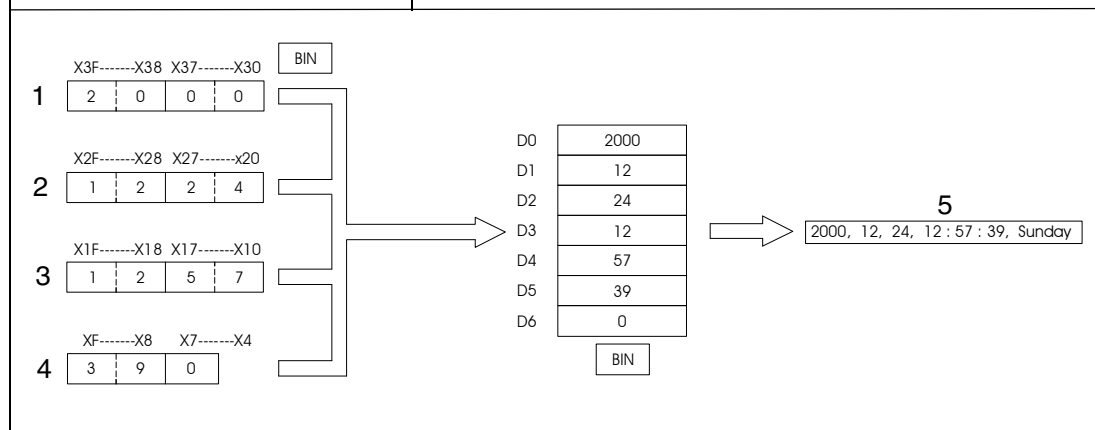 X3F-------X38 X37-------X30
BIN
1 2 0 0 0
X2F-------X28 X27-------x20
2 1 2 2 4
X1F-------X18 X17-------X10
3 1 2 5 7
XF------X8 X7-------X4
4 3 9 0
D0 2000
D1 12
D2 24
D3 12
D4 57
D5 39
D6 0
BIN
5
2000, 12, 24, 12 : 57 : 39, Sunday